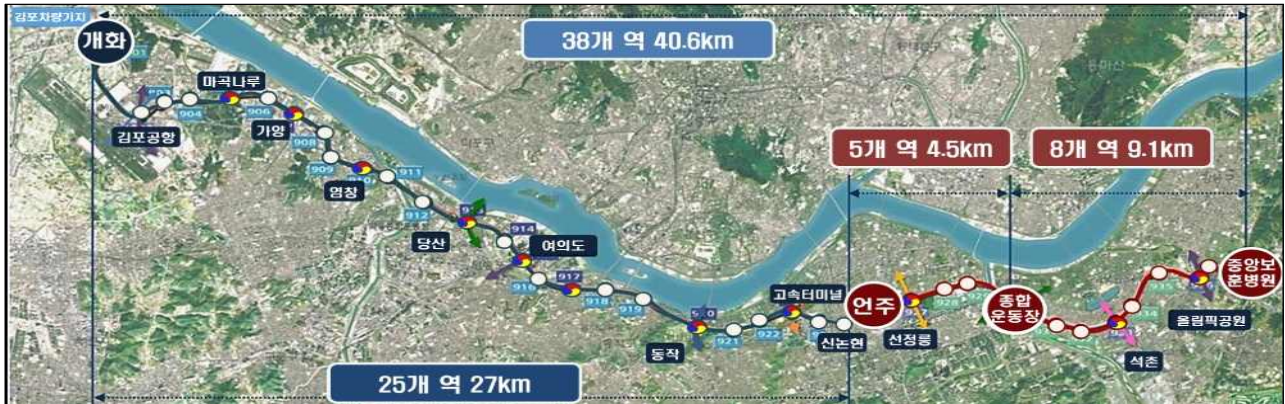 김포차량기지
개화
38개 역 40.6km
마곡나루
904
906
김포공항
가양
908
909
염창
911
912
당산
914
여의도
916
917
918
919
동작
921
922
고속터미널
신논현
언주
5개 역 4.5km
8개 역 9.1km
선정릉
928
종합
운동장
석촌
올림픽공원
중앙보
훈병원
25개 역 27km